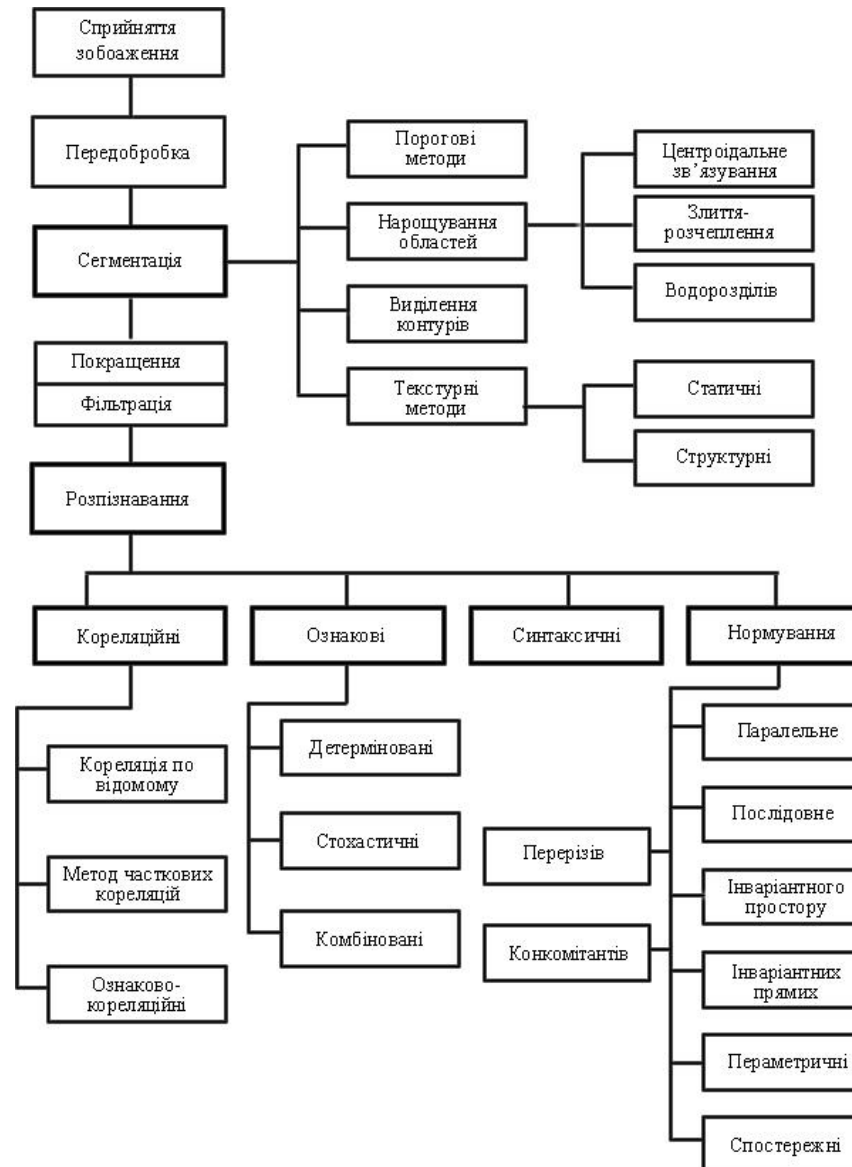 Сприйняття
зобоаження
Передобробка
Сегментація
Покращення
Фільтрація
Розпізнавання
Порогові
методи
Нарощування
областей
Виділення
контурів
Текстурні
методи
Центроідальне
зв’язування
Злиття-
розчеплення
Водорозділів
Статичні
Структурні
Кореляційні
Ознакові
Синтаксичні
Нормування
Кореляція по
відомому
Метод часткових
кореляцій
Ознаково-
кореляційні
Детерміновані
Стохастичні
Комбіновані
Перерізів
Конкомітантів
Паралельне
Послідовне
Інваріантного
простору
Інваріантних
прямих
Пераметричні
Спостережні